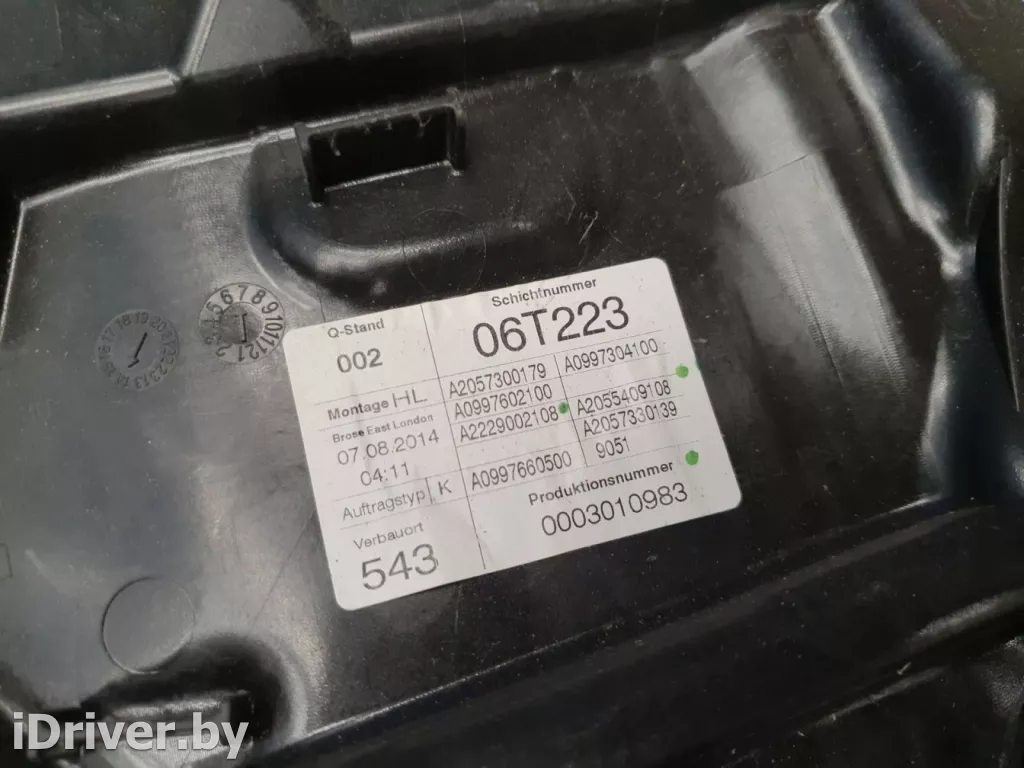 Q-Stand
002
Schichtnummer
06T223
Montage HL
Brose East London
07.08.2014
04:11
A2057300179
A0997602100
A2229002108
A0997660500
A0997304100
A2055409108
A2057330139
9051
Auftragstyp K
Verbauort
543
Produktionsnummer
0003010983
iDriver.by